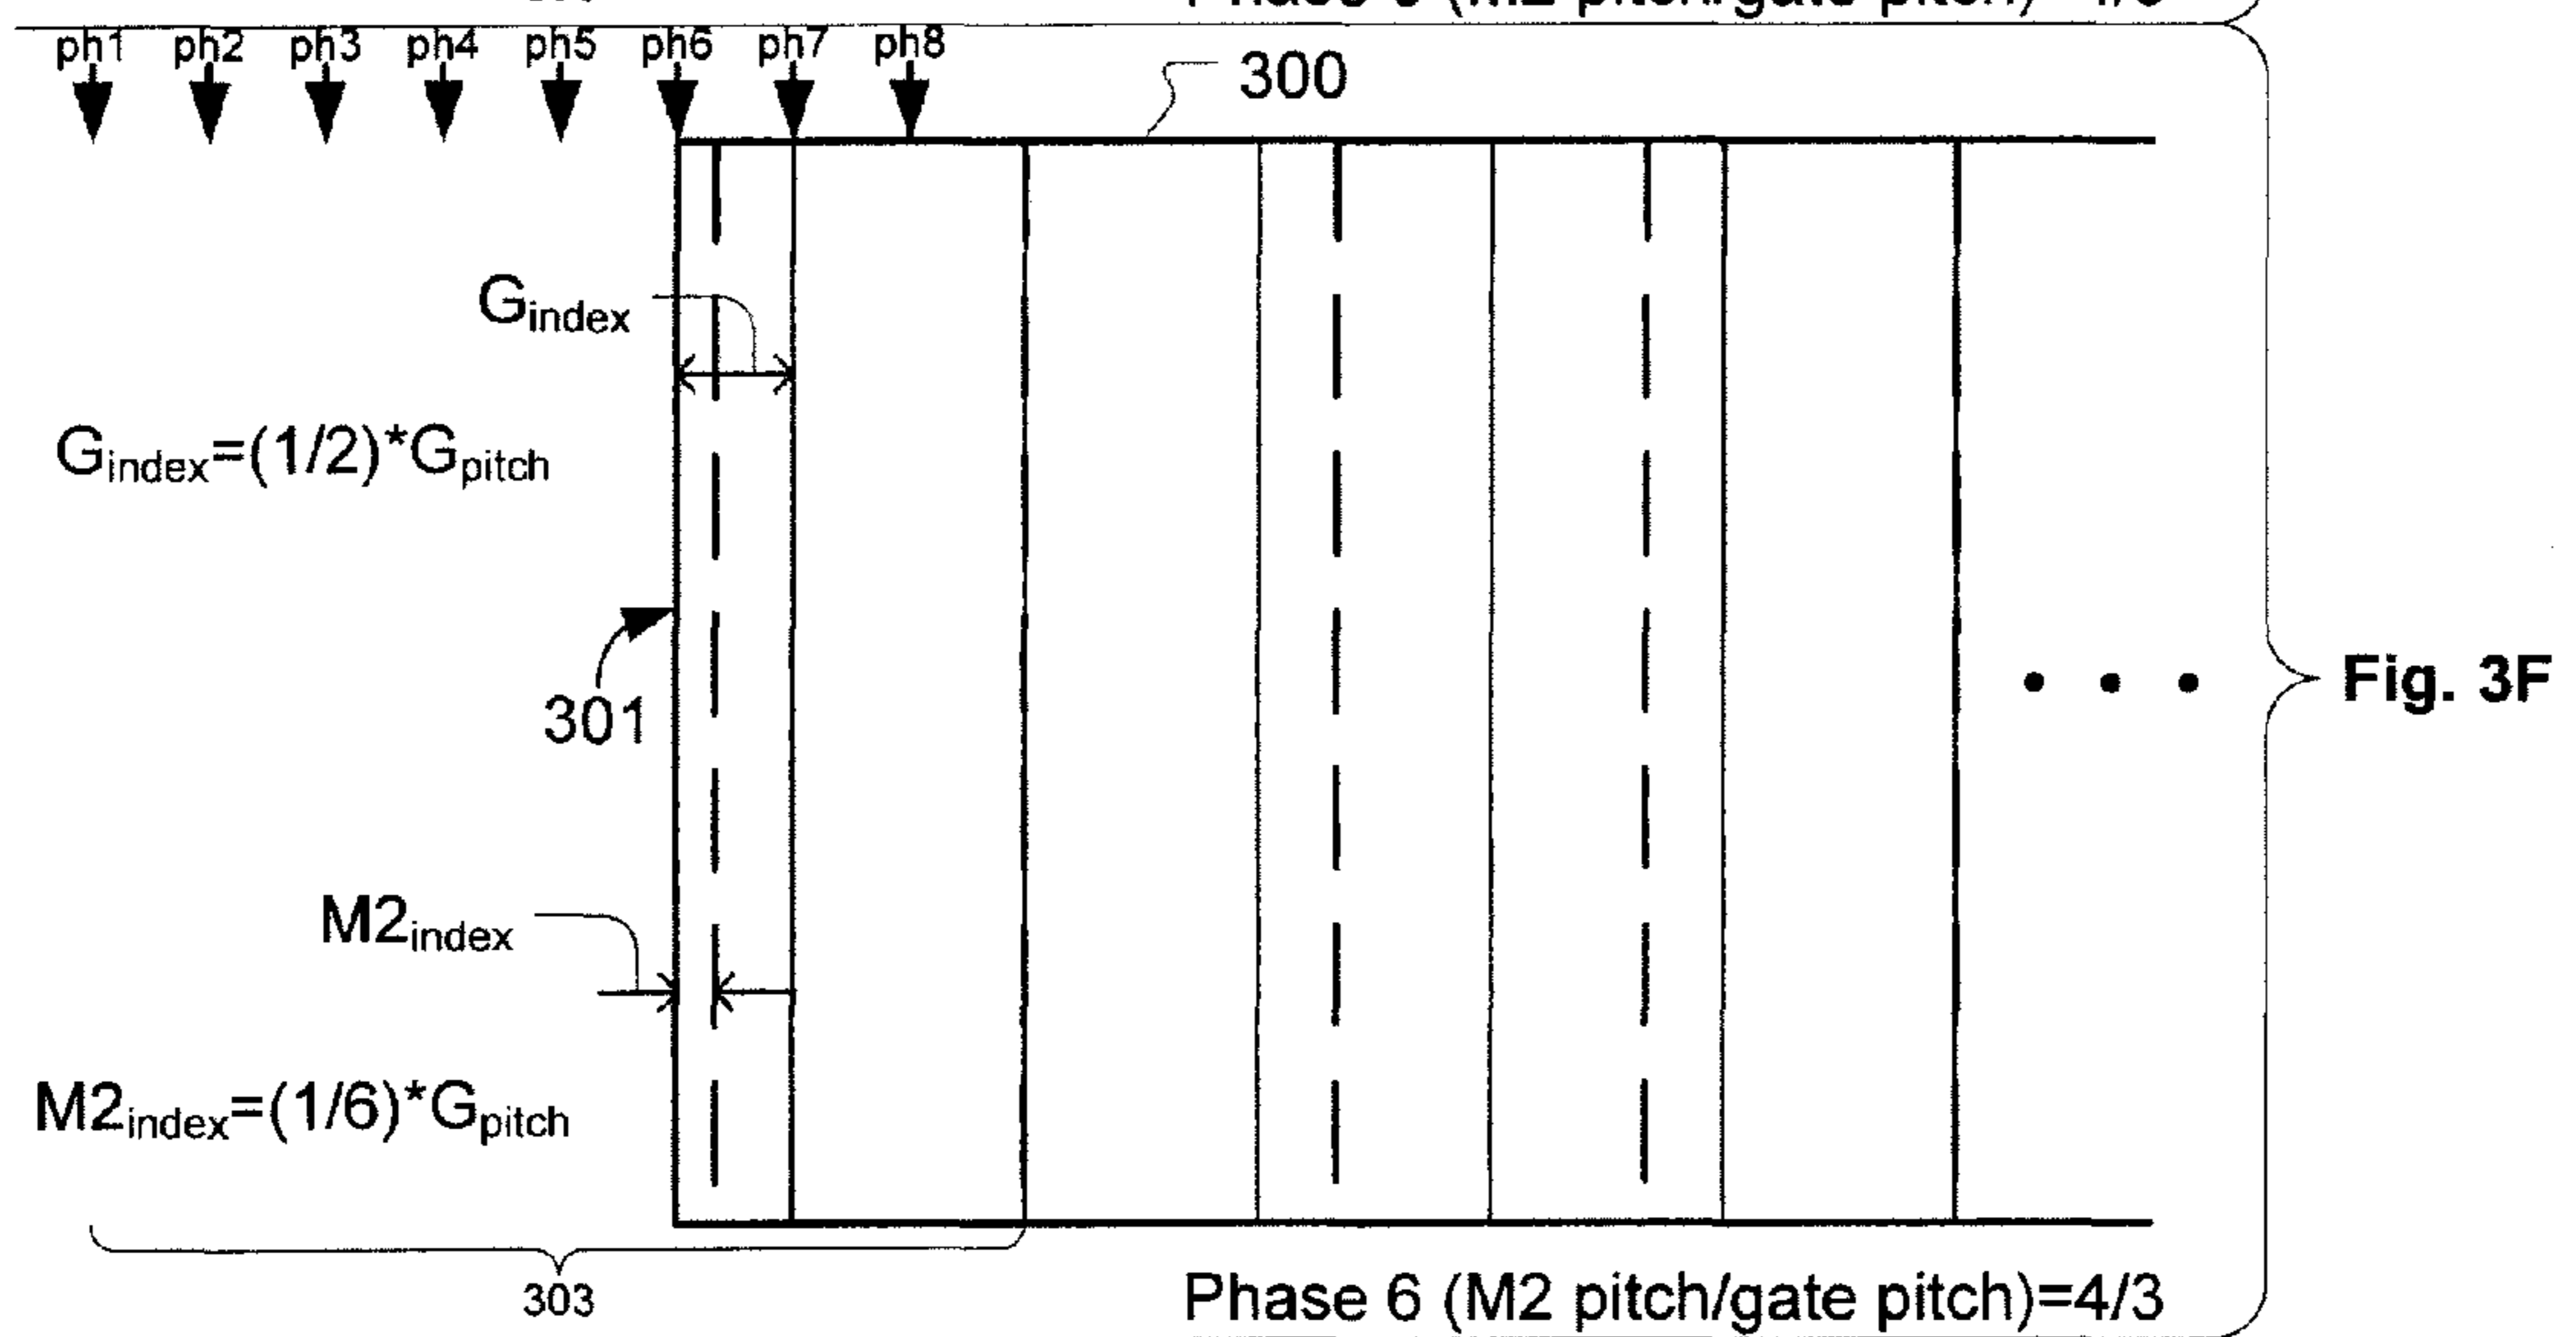 ph1 ph2 ph3 ph4 ph5 ph6 ph7 ph8
300
Gindex
Gindex=(1/2)*Gpitch
301
Fig. 3F
M2index
M2index=(1/6)*Gpitch
303
Phase 6 (M2 pitch/gate pitch)=4/3